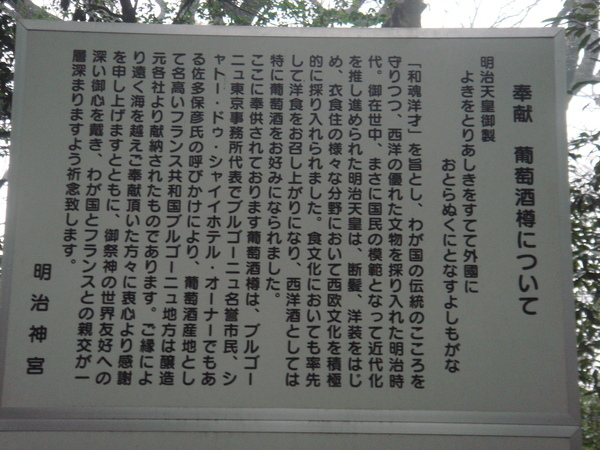 奉献 葡萄酒樽について
明治天皇御製
よきをとりあしきをすてて外國に
おとらぬくにとなすよしもがな
「和魂洋才」を旨とし、わが国の伝統のこころを
守りつつ、西洋の優れた文物を採り入れた明治時
代。御在世中、まさに国民の模範となって近代化
を推し進められた明治天皇は、断髪、洋装をはじ
め、衣食住の様々な分野において西欧文化を積極
的に採り入れられました。食文化においても率先
して洋食をお召し上がりになり、西洋酒としては
特に葡萄酒をお好みになられました。
ここに奉供されております葡萄酒樽は、ブルゴー
ニュ東京事務所代表でブルゴーニュ名誉市民、シ
ャトー・ドゥ・シャイイホテル・オーナーでもあ
る佐多保彦氏の呼びかけにより、葡萄酒産地とし
て名高いフランス共和国ブルゴーニュ地方は醸造
元各社より献納されたものであります。ご縁によ
り遠く海を越えご奉献頂いた方々に衷心より感謝
を申し上げますとともに、御祭神の世界友好への
深い御心を戴き、わが国とフランスとの親交が一
層深まりますよう祈念致します。
明治神宮